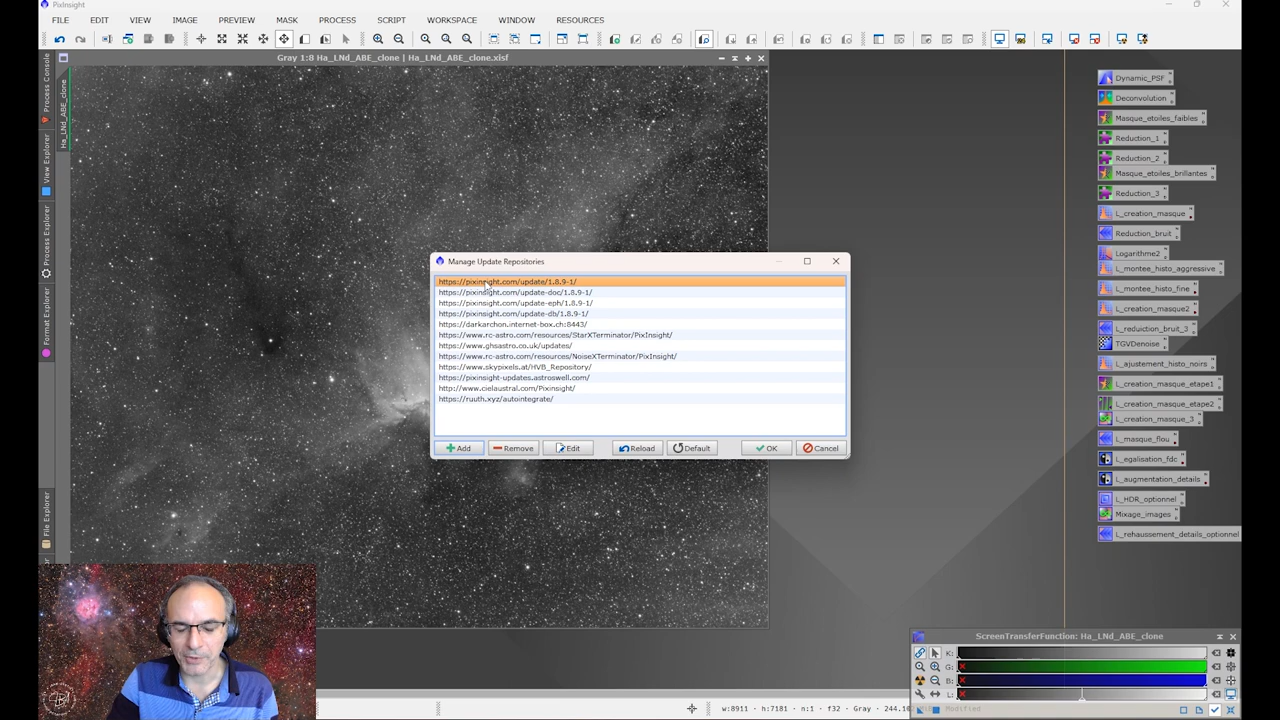 PixInsight
FILE EDIT VIEW IMAGE PREVIEW MASK PROCESS SCRIPT WORKSPACE WINDOW RESOURCES
Gray 1:8 Ha_LNd_ABE_clone | Ha_LNd_ABE_clone.xisf
Process Console
View Explorer
Process Explorer
Format Explorer
File Explorer
Ha_LNd_ABE_clone
Manage Update Repositories
https://pixinsight.com/update/1.8.9-1/
https://pixinsight.com/update-doc/1.8.9-1/
https://pixinsight.com/update-eph/1.8.9-1/
https://pixinsight.com/update-db/1.8.9-1/
https://darkarchon.internet-box.ch:8443/
https://www.rc-astro.com/resources/StarXTerminator/PixInsight/
https://www.ghsastro.co.uk/updates/
https://www.rc-astro.com/resources/NoiseXTerminator/PixInsight/
https://www.skypixels.at/HVB_Repository/
https://pixinsight-updates.astroswell.com/
http://www.cielaustral.com/Pixinsight/
https://ruuth.xyz/autointegrate/
Add Remove Edit Reload Default OK Cancel
Dynamic_PSF
Deconvolution
Masque_etoiles_faibles
Reduction_1
Reduction_2
Masque_etoiles_brillantes
Reduction_3
L_creation_masque
Reduction_bruit
Logarithme2
L_montee_histo_aggressive
L_montee_histo_fine
L_creation_masque2
L_reduiction_bruit_3
TGVDenoise
L_ajustement_histo_noirs
L_creation_masque_etape1
L_creation_masque_etape2
L_creation_masque_3
L_masque_flou
L_egalisation_fdc
L_augmentation_details
L_HDR_optionnel
Mixage_images
L_rehaussement_details_optionnel
ScreenTransferFunction: Ha_LNd_ABE_clone
K:
G:
B:
L:
Modified
w:8911 h:7181 n:1 f32 Gray 244.10